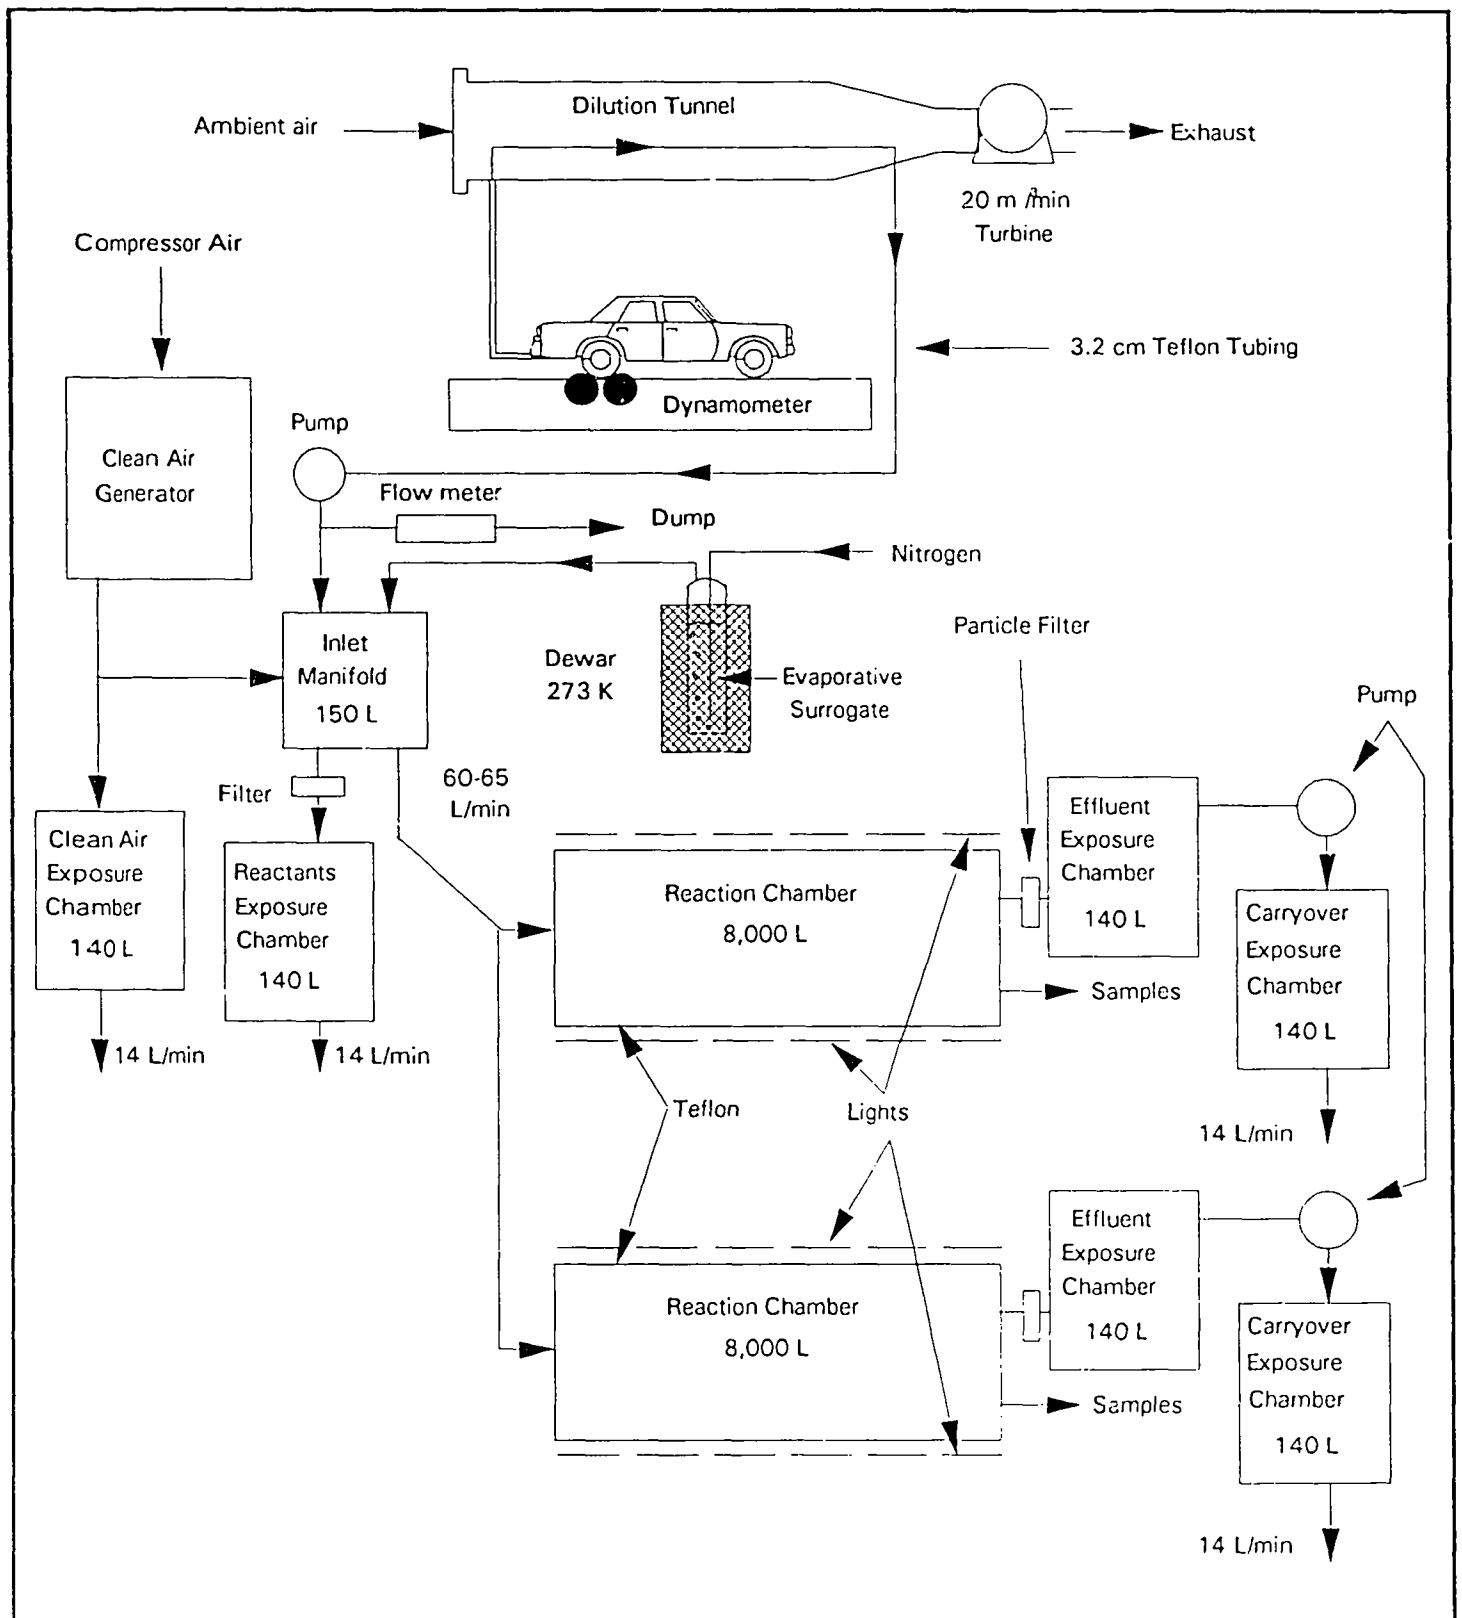 Dilution Tunnel
Ambient air
Exhaust
20 m³/min
Turbine
Compressor Air
3.2 cm Teflon Tubing
Dynamometer
Pump
Clean Air
Generator
Flow meter
Dump
Nitrogen
Inlet
Manifold
150 L
Dewar
273 K
Evaporative
Surrogate
Particle Filter
Pump
Filter
60-65
L/min
Clean Air
Exposure
Chamber
140 L
14 L/min
Reactants
Exposure
Chamber
140 L
14 L/min
Reaction Chamber
8,000 L
Effluent
Exposure
Chamber
140 L
Samples
Carryover
Exposure
Chamber
140 L
14 L/min
Teflon
Lights
Reaction Chamber
8,000 L
Effluent
Exposure
Chamber
140 L
Samples
Carryover
Exposure
Chamber
140 L
14 L/min